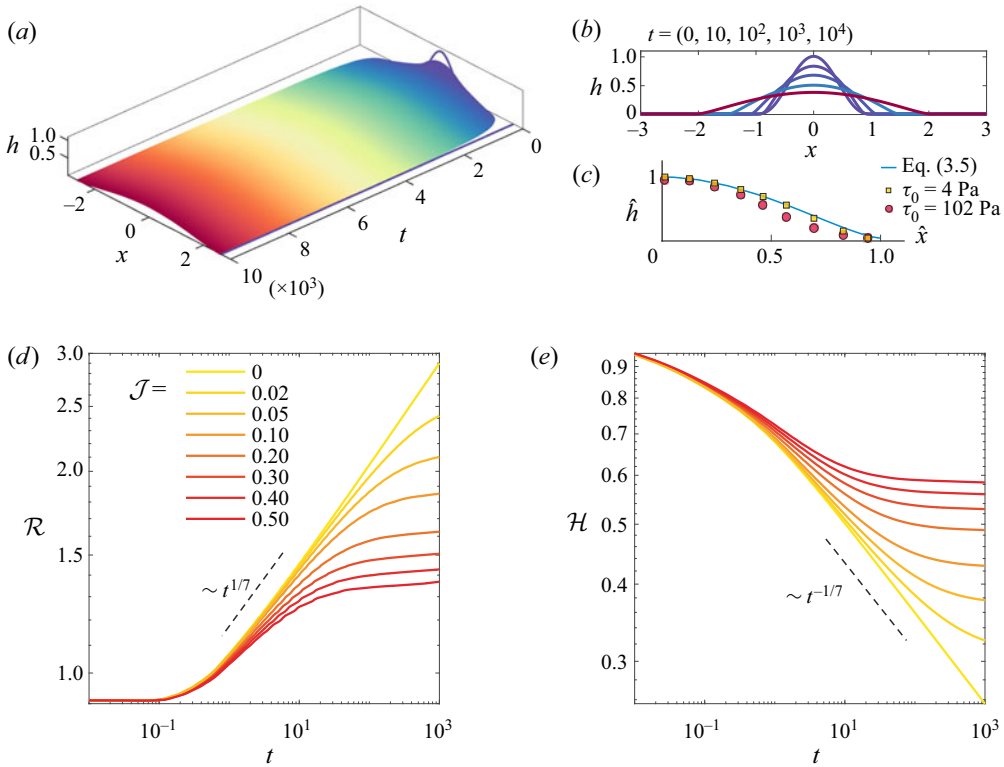 (a)
h
1.0
0.5
−2
0
2
x
10
8
6
4
2
0
t
(×10³)
(b)
t = (0, 10, 10², 10³, 10⁴)
h
1.0
0.5
0
−3 −2 −1 0 1 2 3
x
(c)
1
ĥ
0 0.5 1.0
x̂
Eq. (3.5)
τ₀ = 4 Pa
τ₀ = 102 Pa
(d)
3.0
2.5
2.0
1.5
1.0
ℛ
𝒥 =
0
0.02
0.05
0.10
0.20
0.30
0.40
0.50
~ t^{1/7}
10⁻¹ 10¹ 10³
t
(e)
0.9
0.8
0.7
0.6
0.5
0.4
0.3
ℋ
~ t^{−1/7}
10⁻¹ 10¹ 10³
t